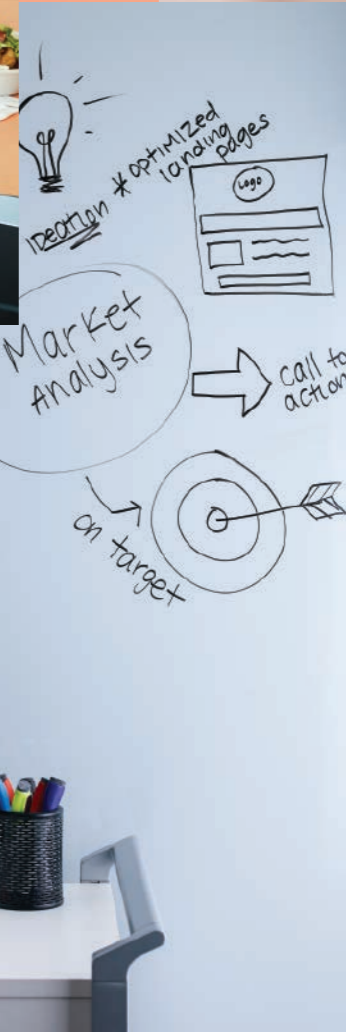 ideation
* optimized
landing
pages
Logo
Market
Analysis
call to
action
on target